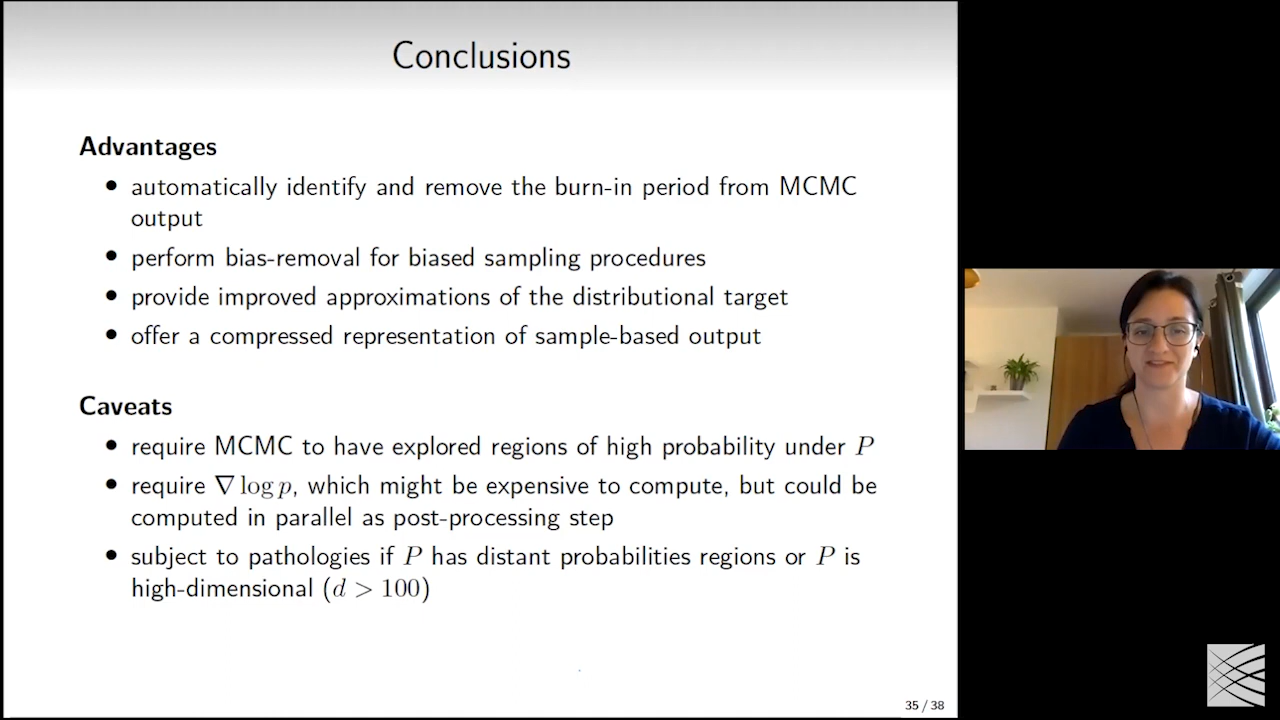 Conclusions
Advantages
• automatically identify and remove the burn-in period from MCMC
output
• perform bias-removal for biased sampling procedures
• provide improved approximations of the distributional target
• offer a compressed representation of sample-based output
Caveats
• require MCMC to have explored regions of high probability under P
• require ∇ log p, which might be expensive to compute, but could be
computed in parallel as post-processing step
• subject to pathologies if P has distant probabilities regions or P is
high-dimensional (d > 100)
35 / 38